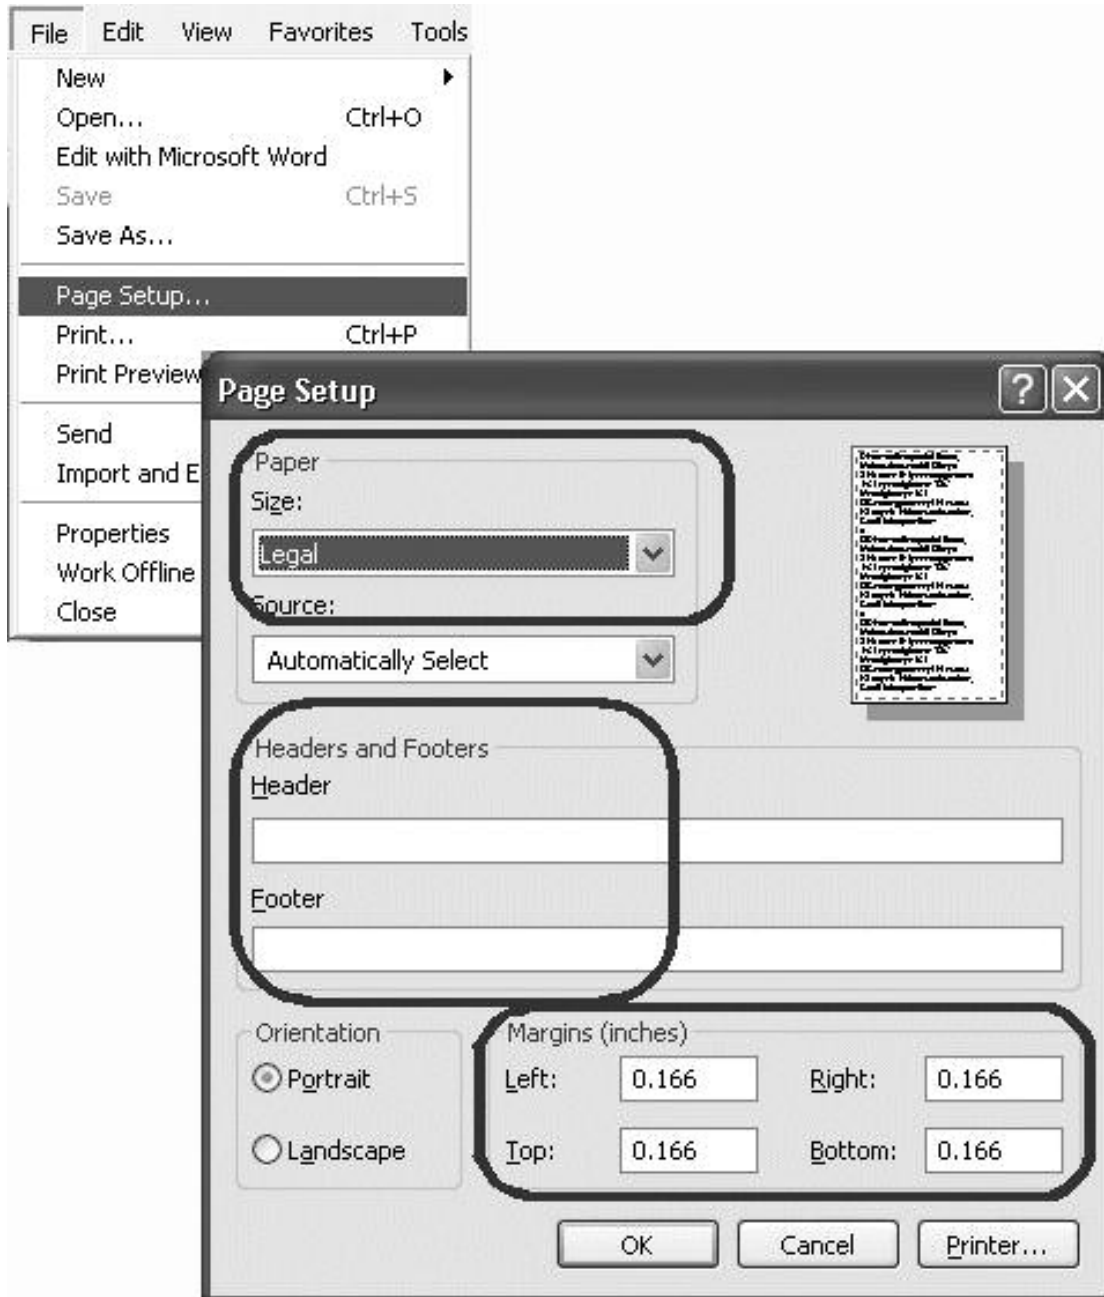 File Edit View Favorites Tools
New
Open... Ctrl+O
Edit with Microsoft Word
Save Ctrl+S
Save As...
Page Setup...
Print... Ctrl+P
Print Preview
Send
Import and E
Properties
Work Offline
Close
Page Setup
Paper
Size:
Legal
Source:
Automatically Select
Headers and Footers
Header
Footer
Orientation
Portrait
Landscape
Margins (inches)
Left: 0.166 Right: 0.166
Top: 0.166 Bottom: 0.166
OK Cancel Printer...